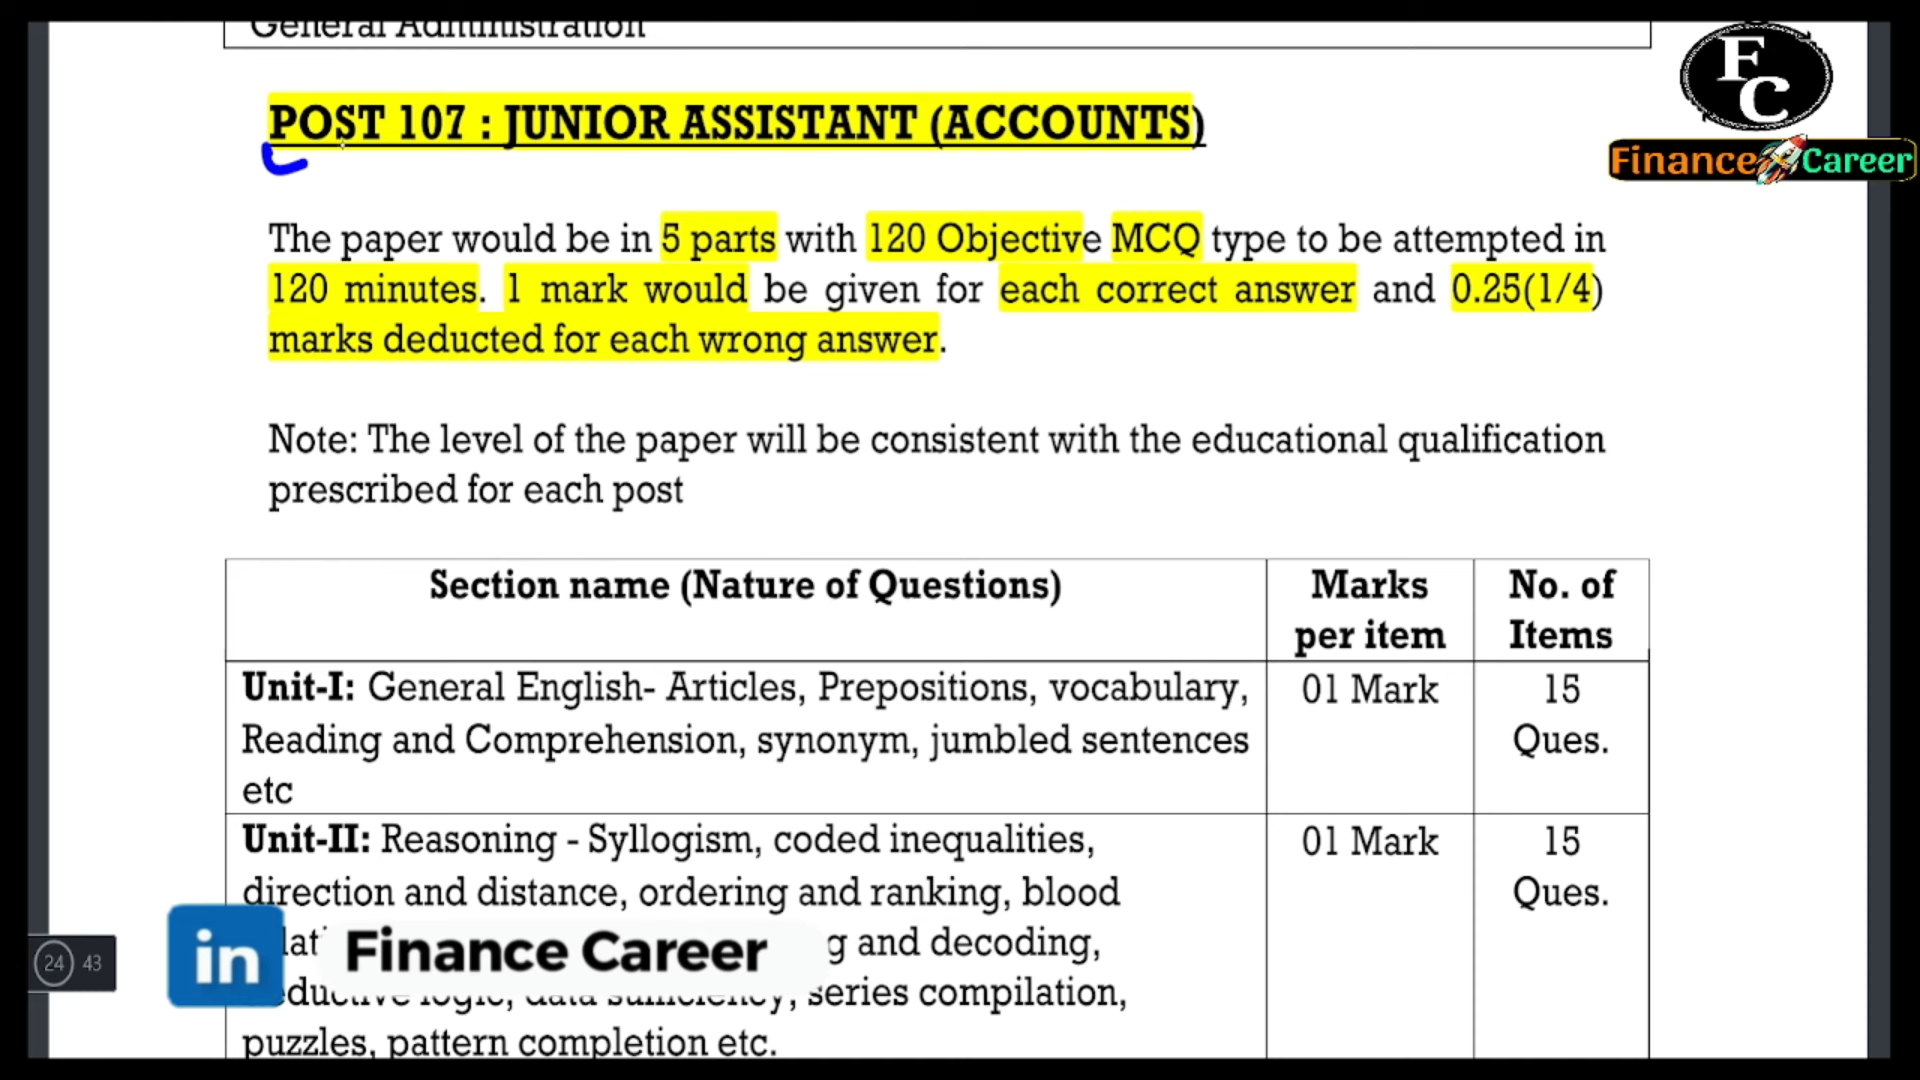 General Administration
F
C
Finance Career
POST 107 : JUNIOR ASSISTANT (ACCOUNTS)
The paper would be in 5 parts with 120 Objective MCQ type to be attempted in
120 minutes. 1 mark would be given for each correct answer and 0.25(1/4)
marks deducted for each wrong answer.
Note: The level of the paper will be consistent with the educational qualification
prescribed for each post
Section name (Nature of Questions)
Marks
per item
No. of
Items
Unit-I: General English- Articles, Prepositions, vocabulary,
Reading and Comprehension, synonym, jumbled sentences
etc
01 Mark
15
Ques.
Unit-II: Reasoning - Syllogism, coded inequalities,
direction and distance, ordering and ranking, blood
and decoding,
series compilation,
puzzles, pattern completion etc.
01 Mark
15
Ques.
in Finance Career
24 43